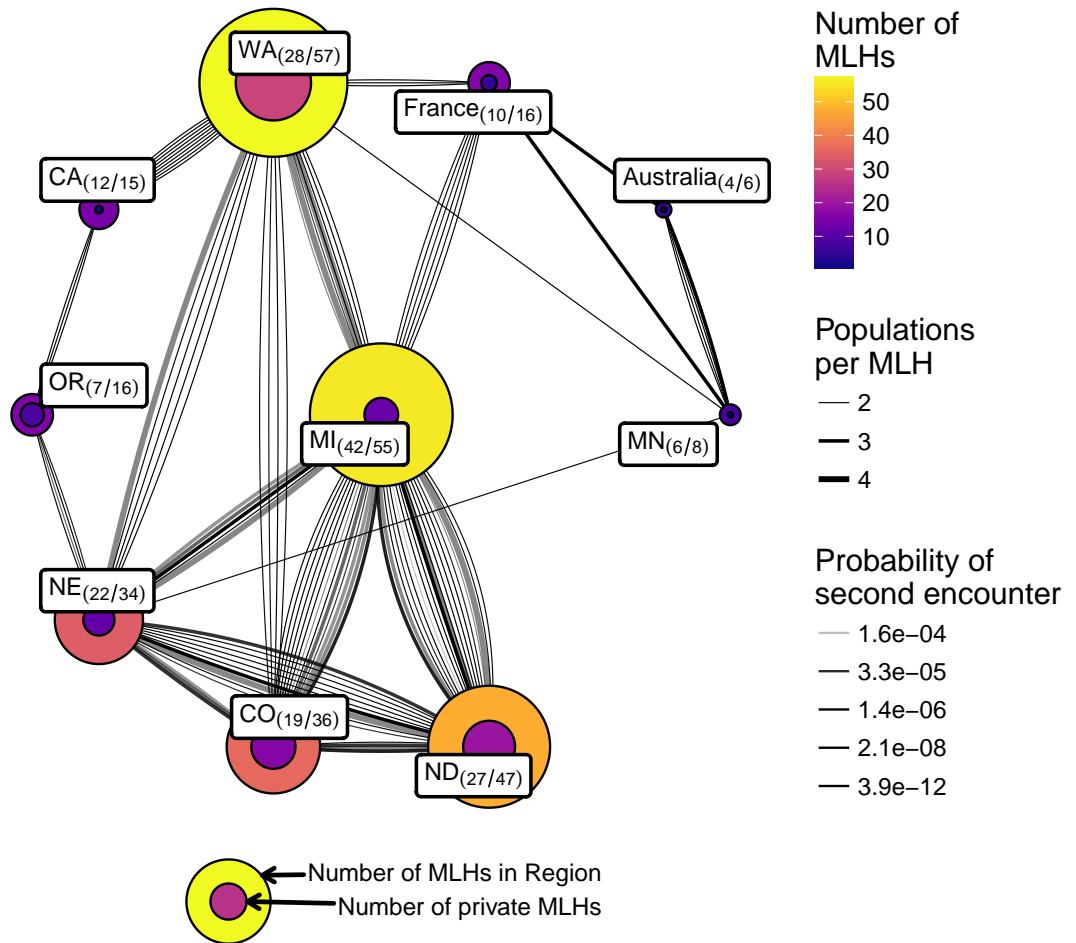 WA(28/57)
France(10/16)
CA(12/15)
Australia(4/6)
OR(7/16)
MI(42/55)
MN(6/8)
NE(22/34)
CO(19/36)
ND(27/47)
Number of MLHs in Region
Number of private MLHs
Number of
MLHs
50
40
30
20
10
Populations
per MLH
2
3
4
Probability of
second encounter
1.6e−04
3.3e−05
1.4e−06
2.1e−08
3.9e−12